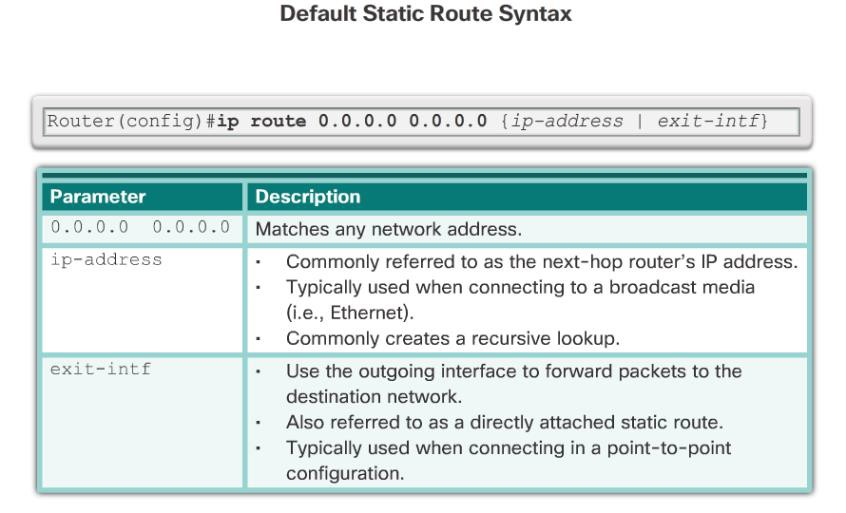 Default Static Route Syntax
Router(config)#ip route 0.0.0.0 0.0.0.0 {ip-address | exit-intf}
Parameter Description
0.0.0.0 0.0.0.0 Matches any network address.
ip-address
· Commonly referred to as the next-hop router's IP address.
· Typically used when connecting to a broadcast media
(i.e., Ethernet).
· Commonly creates a recursive lookup.
exit-intf
· Use the outgoing interface to forward packets to the
destination network.
· Also referred to as a directly attached static route.
· Typically used when connecting in a point-to-point
configuration.